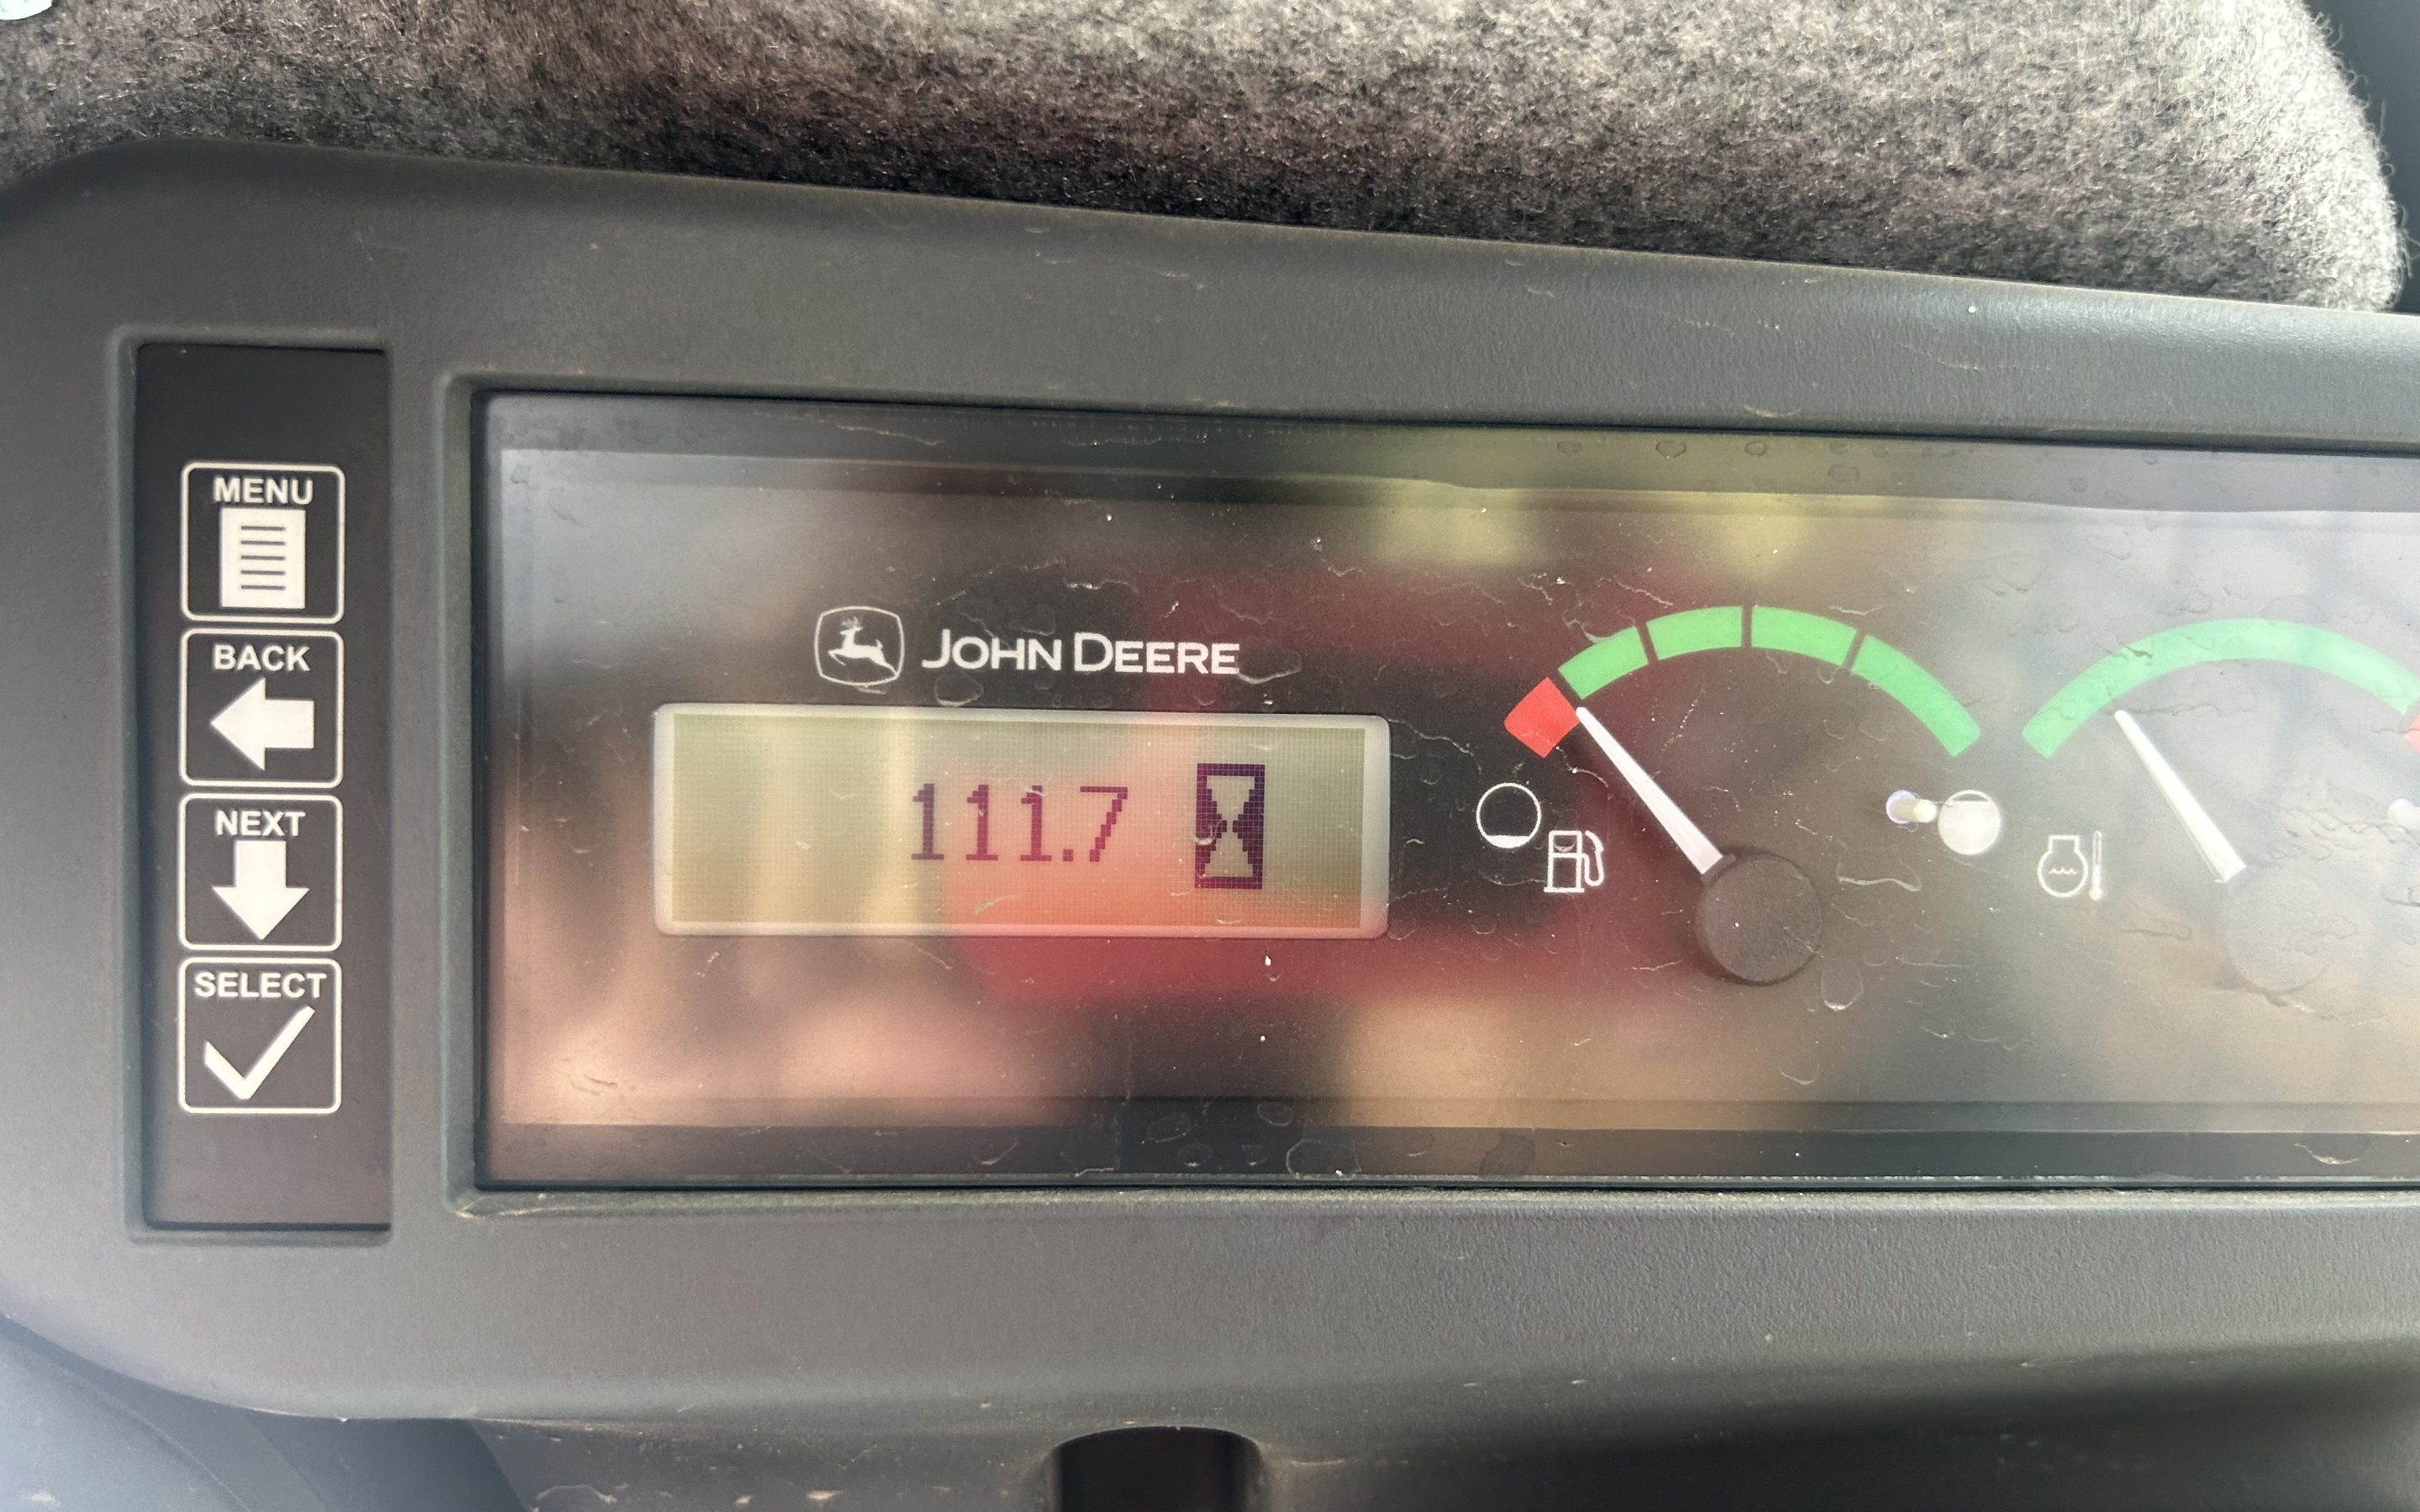 MENU
BACK
NEXT
SELECT
JOHN DEERE
111.7